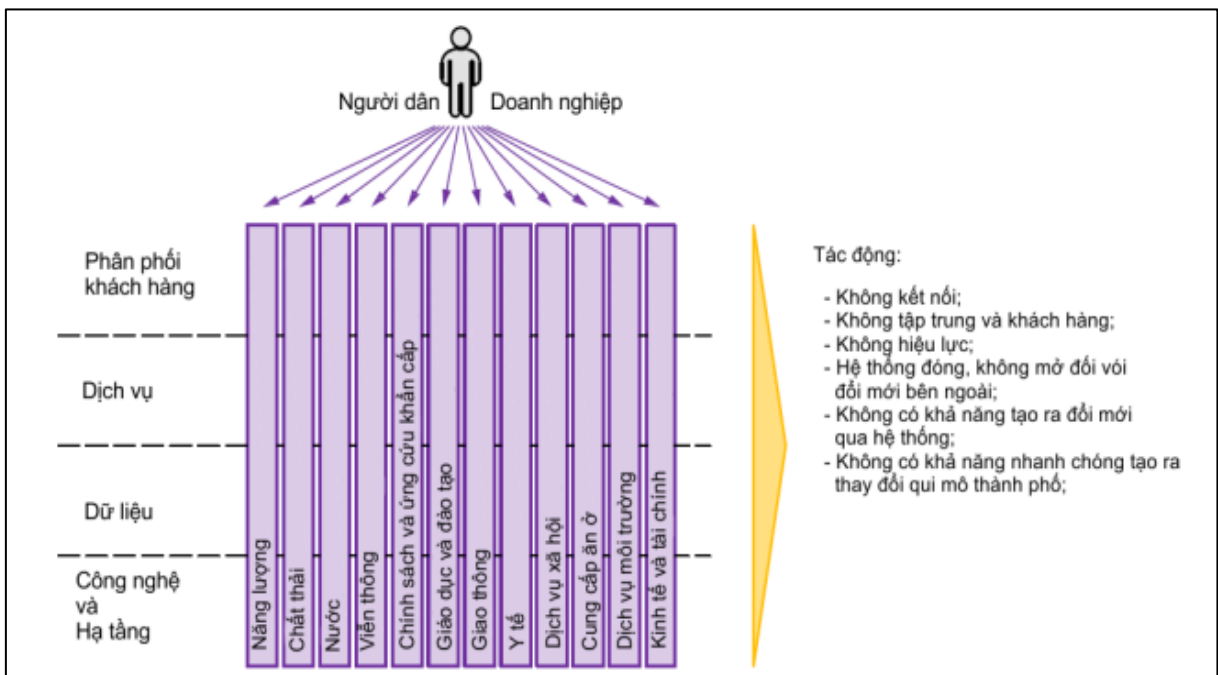 Người dân Doanh nghiệp
Phân phối
khách hàng
Dịch vụ
Dữ liệu
Công nghệ
và
Hạ tầng
Năng lượng
Chất thải
Nước
Viễn thông
Chính sách và ứng cứu khẩn cấp
Giáo dục và đào tạo
Giao thông
Y tế
Dịch vụ xã hội
Cung cấp ăn ở
Dịch vụ môi trường
Kinh tế và tài chính
Tác động:
- Không kết nối;
- Không tập trung và khách hàng;
- Không hiệu lực;
- Hệ thống đóng, không mở đối vói
đổi mới bên ngoài;
- Không có khả năng tạo ra đổi mới
qua hệ thống;
- Không có khả năng nhanh chóng tạo ra
thay đổi qui mô thành phố;